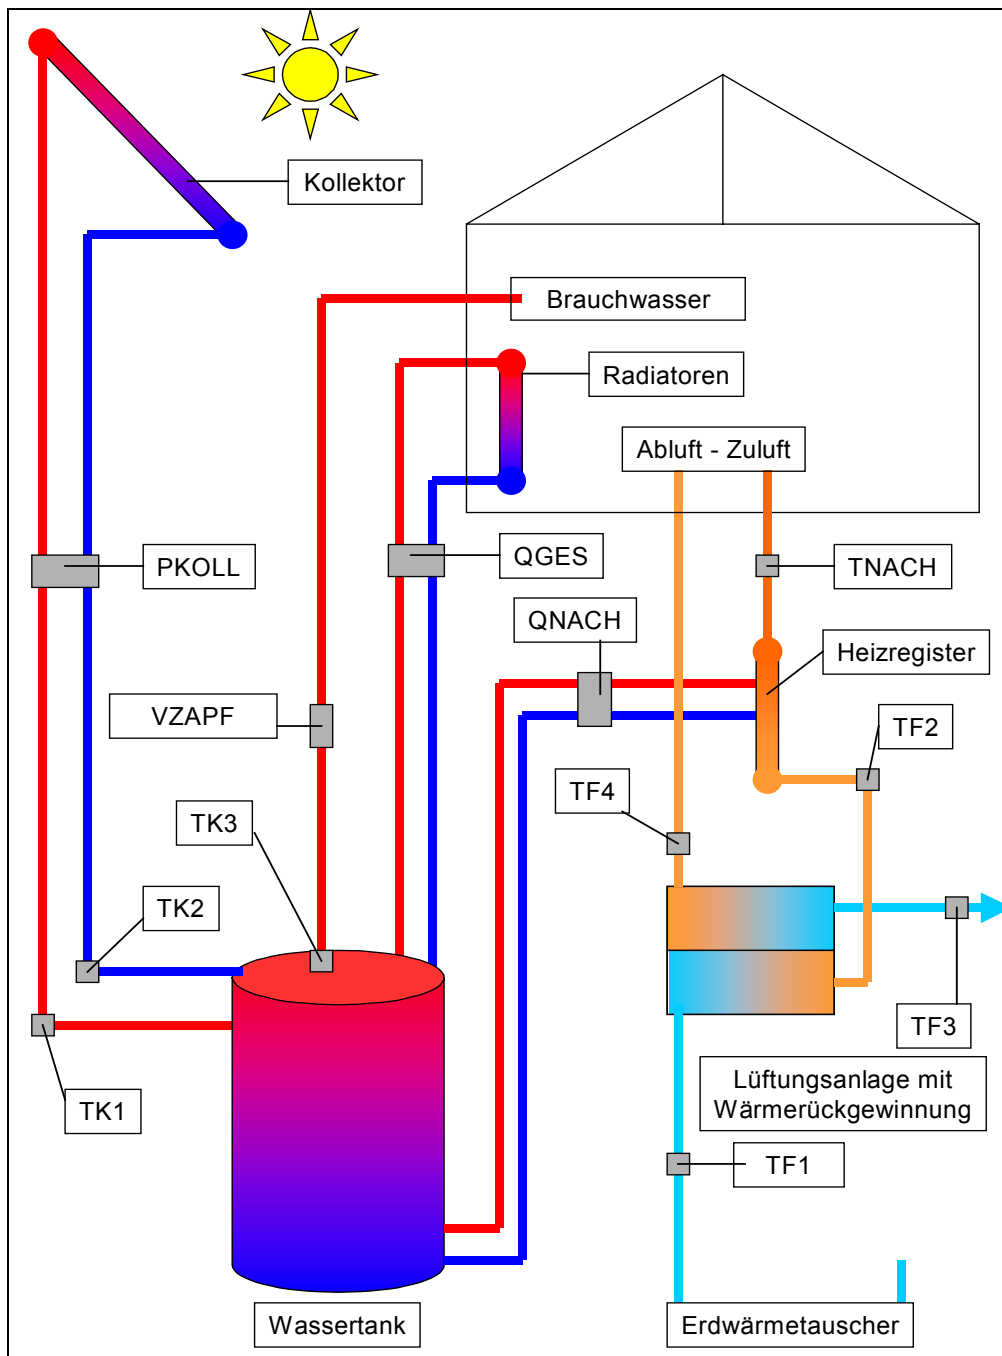 Kollektor
Brauchwasser
Radiatoren
Abluft - Zuluft
PKOLL
QGES
TNACH
QNACH
Heizregister
VZAPF
TF2
TF4
TK3
TK2
TF3
TK1
Lüftungsanlage mit
Wärmerückgewinnung
TF1
Wassertank
Erdwärmetauscher